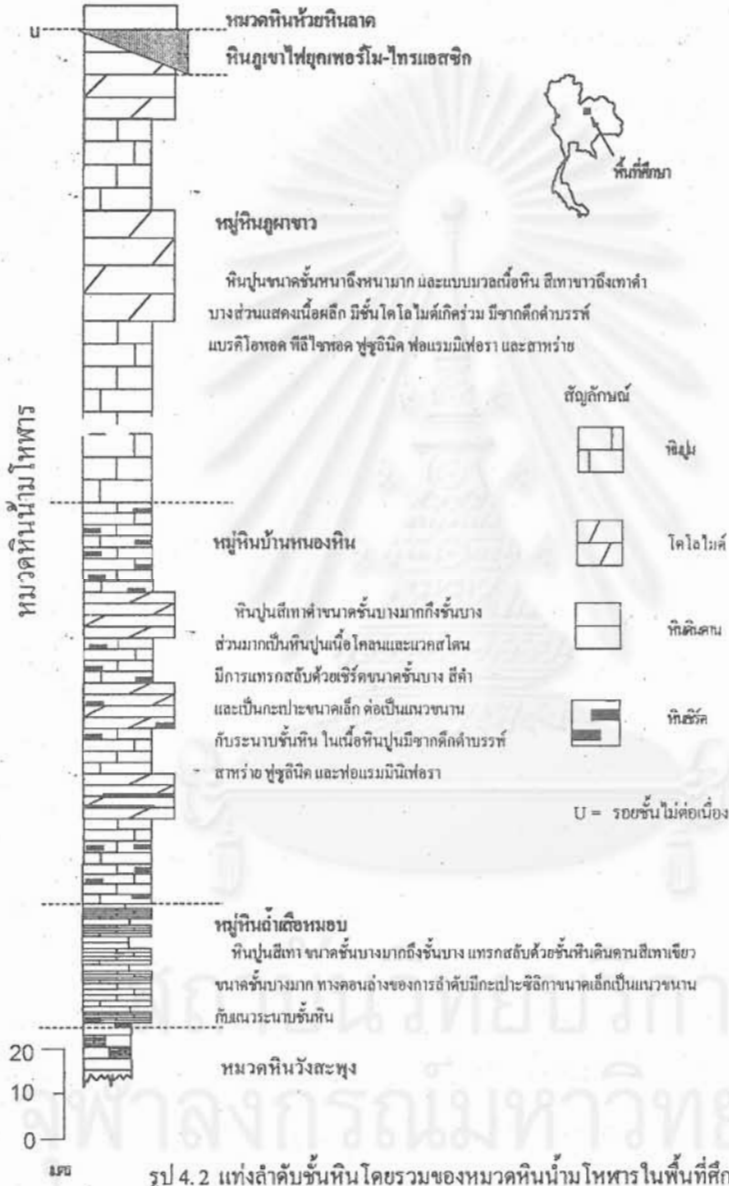 หมวดหินห้วยหินลาด
u
หินภูเขาไฟยุคเพอร์โม-ไทรแอสซิก
พื้นที่ศึกษา
หมู่หินภูผาขาว
หินปูนขนาดชั้นหนาถึงหนามาก และแบบมวลเนื้อหิน สีเทาขาวถึงเทาดำ
บางส่วนแสดงเนื้อผลึก มีชั้นโดโลไมต์เกิดร่วม มีซากดึกดำบรรพ์
แบรคิโอพอด พีลีไซพอด ฟูซูลินิด ฟอแรมมิเฟอรา และสาหร่าย
สัญลักษณ์
หินปูน
โดโลไมต์
หินดินดาน
หินเชิร์ต
U = รอยชั้นไม่ต่อเนื่อง
หมวดหินน้ำมโหฬาร
หมู่หินบ้านหนองหิน
หินปูนสีเทาดำขนาดชั้นบางมากถึงชั้นบาง
ส่วนมากเป็นหินปูนเนื้อโคลนและแวคสโตน
มีการแทรกสลับด้วยเชิร์ตขนาดชั้นบาง สีดำ
และเป็นกะเปาะขนาดเล็ก ต่อเป็นแนวขนาน
กับระนาบชั้นหิน ในเนื้อหินปูนมีซากดึกดำบรรพ์
สาหร่าย ฟูซูลินิด และฟอแรมมินิเฟอรา
หมู่หินถ้ำเสือหมอบ
หินปูนสีเทา ขนาดชั้นบางมากถึงชั้นบาง แทรกสลับด้วยชั้นหินดินดานสีเทาเขียว
ขนาดชั้นบางมาก ทางตอนล่างของการลำดับมีกะเปาะซิลิกาขนาดเล็กเป็นแนวขนาน
กับแนวระนาบชั้นหิน
หมวดหินวังสะพุง
20
10
0
เมตร
สถาบันวิทยบริการ
จุฬาลงกรณ์มหาวิทย
รูป 4.2 แท่งลำดับชั้นหินโดยรวมของหมวดหินน้ำมโหฬารในพื้นที่ศึก